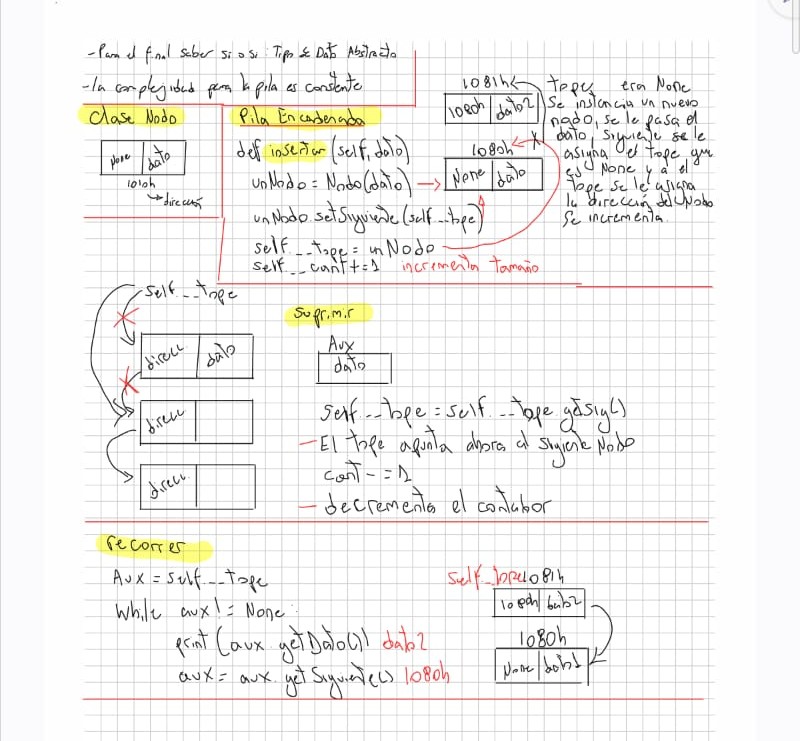 -Para el final saber si o si: Tipo de Dato Abstracto
-la complejidad para la pila es constante
Clase Nodo
None dato
1010h
direccion
Pila Encadenada
def insertar (self, dato)
unNodo = Nodo(dato)
unNodo.setSiguiente(self.__tope)
self.__tope = unNodo
self.__cant+=1 incrementa tamaño
1081h
1080h dato2
1080h
None dato
tope, era None
Se instancia un nuevo
nodo, se le pasa el
dato, siguiente se le
asigna el tope que
es None y a el
tope se le asigna
la dirección del Nodo
Se incrementa.
self.__tope
direcc dato
direcc
direcc.
Suprimir
Aux
dato
self.__tope = self.__tope.getSig()
-El tope apunta ahora al siguiente Nodo
cont-=1
-decrementa el contador
recorrer
Aux = self.__tope
While aux != None:
print (aux.getDato()) dato2
aux = aux.getSiguiente() 1080h
self.__tope 1081h
1080h dato2
1080h
None dato1